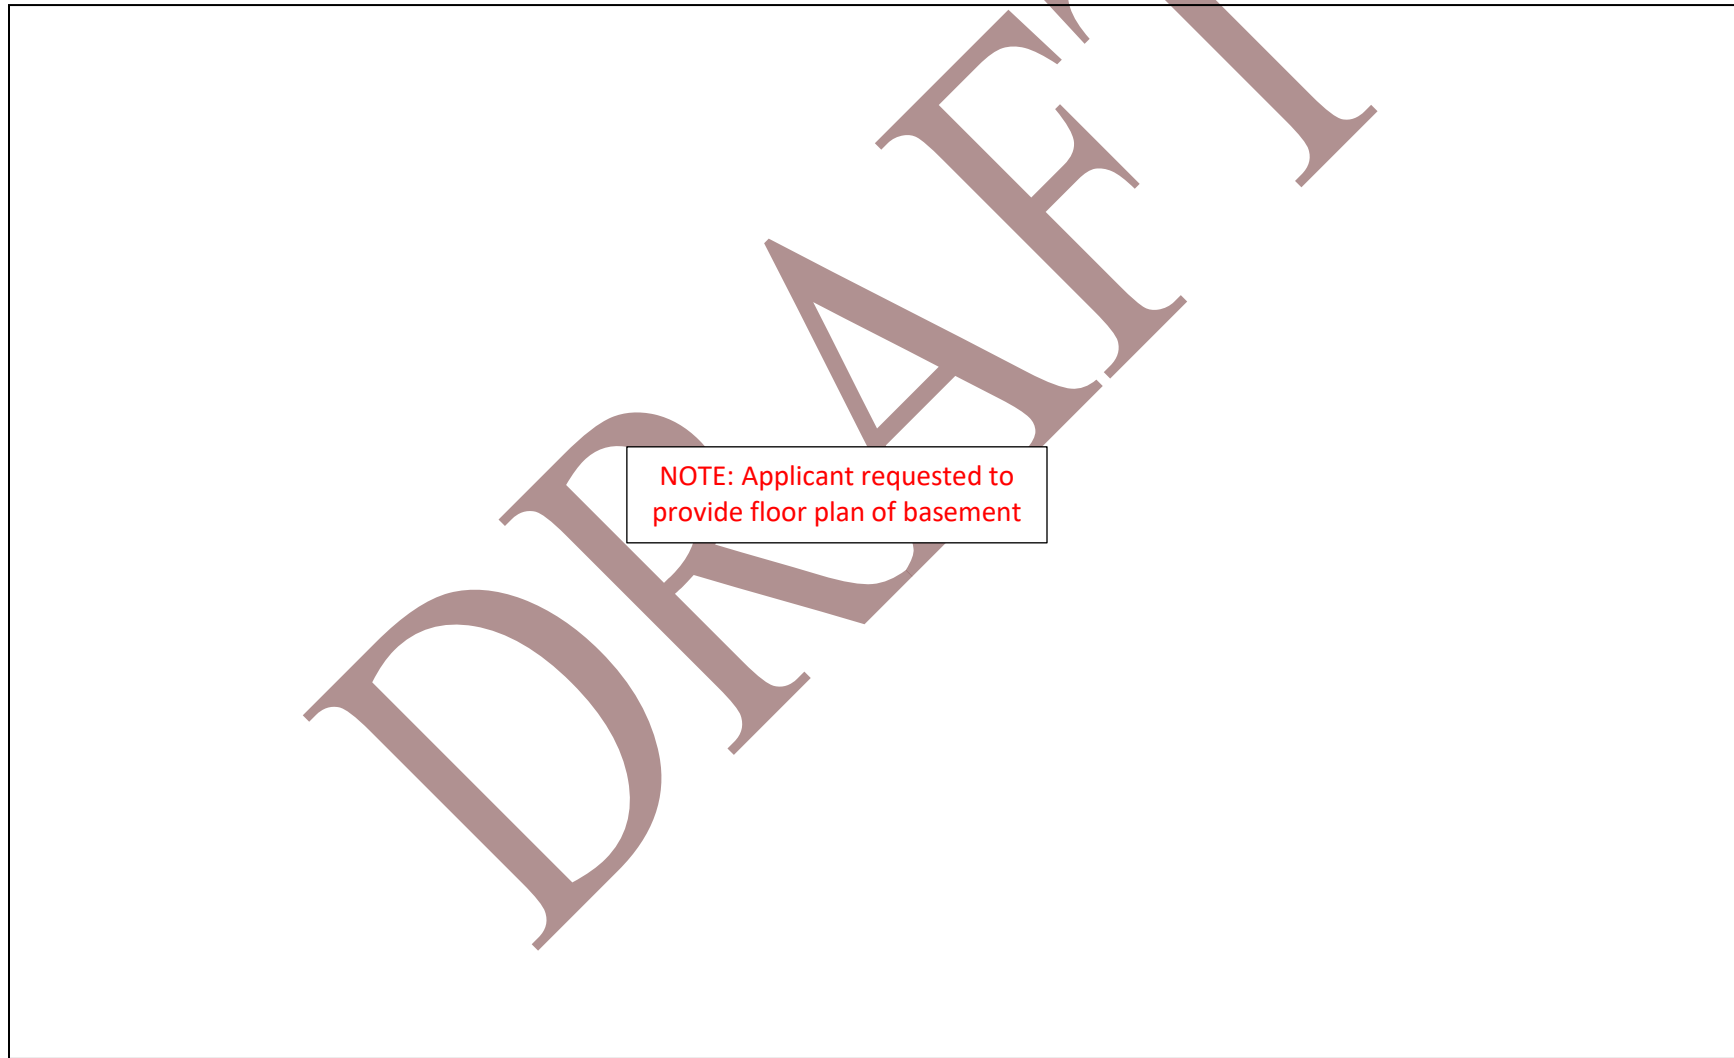 DRAFT
NOTE: Applicant requested to
provide floor plan of basement